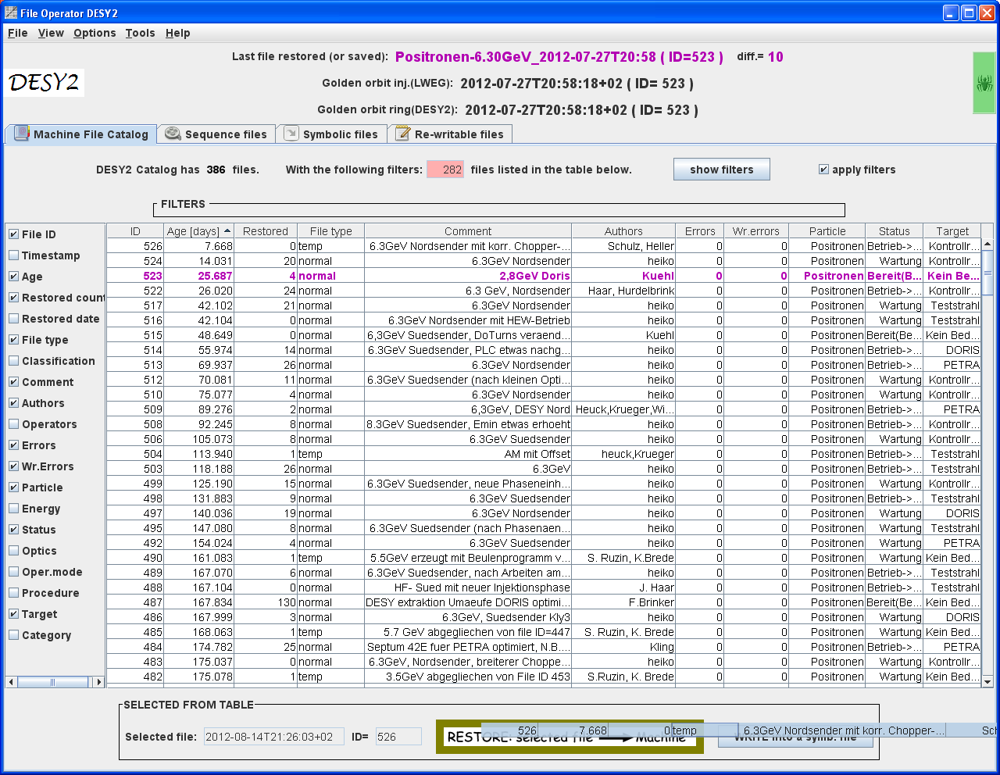 File Operator DESY2
File View Options Tools Help
Last file restored (or saved): Positronen-6.30GeV_2012-07-27T20:58 ( ID=523 ) diff.= 10
DESY2
Golden orbit inj.(LWEG): 2012-07-27T20:58:18+02 ( ID= 523 )
Golden orbit ring(DESY2): 2012-07-27T20:58:18+02 ( ID= 523 )
Machine File Catalog Sequence files Symbolic files Re-writable files
DESY2 Catalog has 386 files. With the following filters: 282 files listed in the table below. show filters apply filters
FILTERS
File ID
Timestamp
Age
Restored count
Restored date
File type
Classification
Comment
Authors
Operators
Errors
Wr.Errors
Particle
Energy
Status
Optics
Oper.mode
Procedure
Target
Category
ID Age [days] Restored File type Comment Authors Errors Wr.errors Particle Status Target
526 7.668 0 temp 6.3GeV Nordsender mit korr. Chopper-... Schulz, Heller 0 0 Positronen Betrieb->... Kontrollr...
524 14.031 20 normal 6.3GeV Nordsender heiko 0 0 Positronen Wartung Kontrollr...
523 25.687 4 normal 2,8GeV Doris Kuehl 0 0 Positronen Bereit(B... Kein Be...
522 26.020 24 normal 6.3 GeV, Nordsender Haar, Hurdelbrink 0 0 Positronen Betrieb->... Kontrollr...
517 42.102 21 normal 6.3GeV Nordsender heiko 0 0 Positronen Wartung Teststrahl
516 42.104 0 normal 6.3GeV Nordsender mit HEW-Betrieb heiko 0 0 Positronen Wartung Teststrahl
515 48.649 0 normal 6,3GeV Suedsender, DoTurns veraend... Kuehl 0 0 Positronen Bereit(Be... Kein Bed...
514 55.974 14 normal 6.3GeV Suedsender, PLC etwas nachg... heiko 0 0 Positronen Betrieb->... DORIS
513 69.937 26 normal 6.3GeV Nordsender heiko 0 0 Positronen Betrieb->... PETRA
512 70.081 11 normal 6.3GeV Suedsender (nach kleinen Opti... heiko 0 0 Positronen Wartung Kontrollr...
510 75.077 4 normal 6.3GeV Nordsender heiko 0 0 Positronen Wartung Kontrollr...
509 89.276 2 normal 6,3GeV, DESY Nord Heuck,Krueger,Wi... 0 0 Positronen Betrieb->... PETRA
508 92.245 8 normal 8.3GeV Suedsender, Emin etwas erhoeht heiko 0 0 Positronen Betrieb->... Kontrollr...
506 105.073 8 normal 6.3GeV Suedsender heiko 0 0 Positronen Wartung Kontrollr...
504 113.940 1 temp AM mit Offset heuck,Krueger 0 0 Positronen Betrieb->... Teststrahl
503 118.188 26 normal 6.3GeV heiko 0 0 Positronen Betrieb->... Teststrahl
499 125.190 15 normal 6.3GeV Suedsender, neue Phaseneinh... heiko 0 0 Positronen Wartung Kontrollr...
498 131.883 9 normal 6.3GeV Suedsender heiko 0 0 Positronen Betrieb->... Teststrahl
497 140.036 19 normal 6.3GeV Nordsender heiko 0 0 Positronen Wartung DORIS
495 147.080 8 normal 6.3GeV Suedsender (nach Phasenaen... heiko 0 0 Positronen Wartung Teststrahl
492 154.024 4 normal 6.3GeV Suedsender heiko 0 0 Positronen Wartung PETRA
490 161.083 1 temp 5.5GeV erzeugt mit Beulenprogramm v... S. Ruzin, K.Brede 0 0 Positronen Wartung Kein Bed...
489 167.070 6 normal 6.3GeV Suedsender, nach Arbeiten am... heiko 0 0 Positronen Betrieb->... Teststrahl
488 167.104 0 normal HF- Sued mit neuer Injektionsphase J. Haar 0 0 Positronen Betrieb->... Teststrahl
487 167.834 130 normal DESY extraktion Umaeufe DORIS optimi... F.Brinker 0 0 Positronen Bereit(Be... Kein Bed...
486 167.999 3 normal 6.3GeV, Suedsender Kly3 heiko 0 0 Positronen Wartung DORIS
485 168.063 1 temp 5.7 GeV abgegliechen von file ID=447 S. Ruzin, K. Brede 0 0 Positronen Wartung Kein Bed...
484 174.782 25 normal Septum 42E fuer PETRA optimiert, N.B.... Kling 0 0 Positronen Betrieb->... PETRA
483 175.037 0 normal 6.3GeV, Nordsender, breiterer Choppe... heiko 0 0 Positronen Wartung Kontrollr...
482 175.078 1 temp 3.5GeV abgegliechen von File ID 453 S.Ruzin, K. Brede 0 0 Positronen Wartung Kein Bed...
SELECTED FROM TABLE
Selected file: 2012-08-14T21:26:03+02 ID= 526 RESTORE: selected file Machine WRITE into a symb. file
526 7.668 0 temp 6.3GeV Nordsender mit korr. Chopper-... Sch